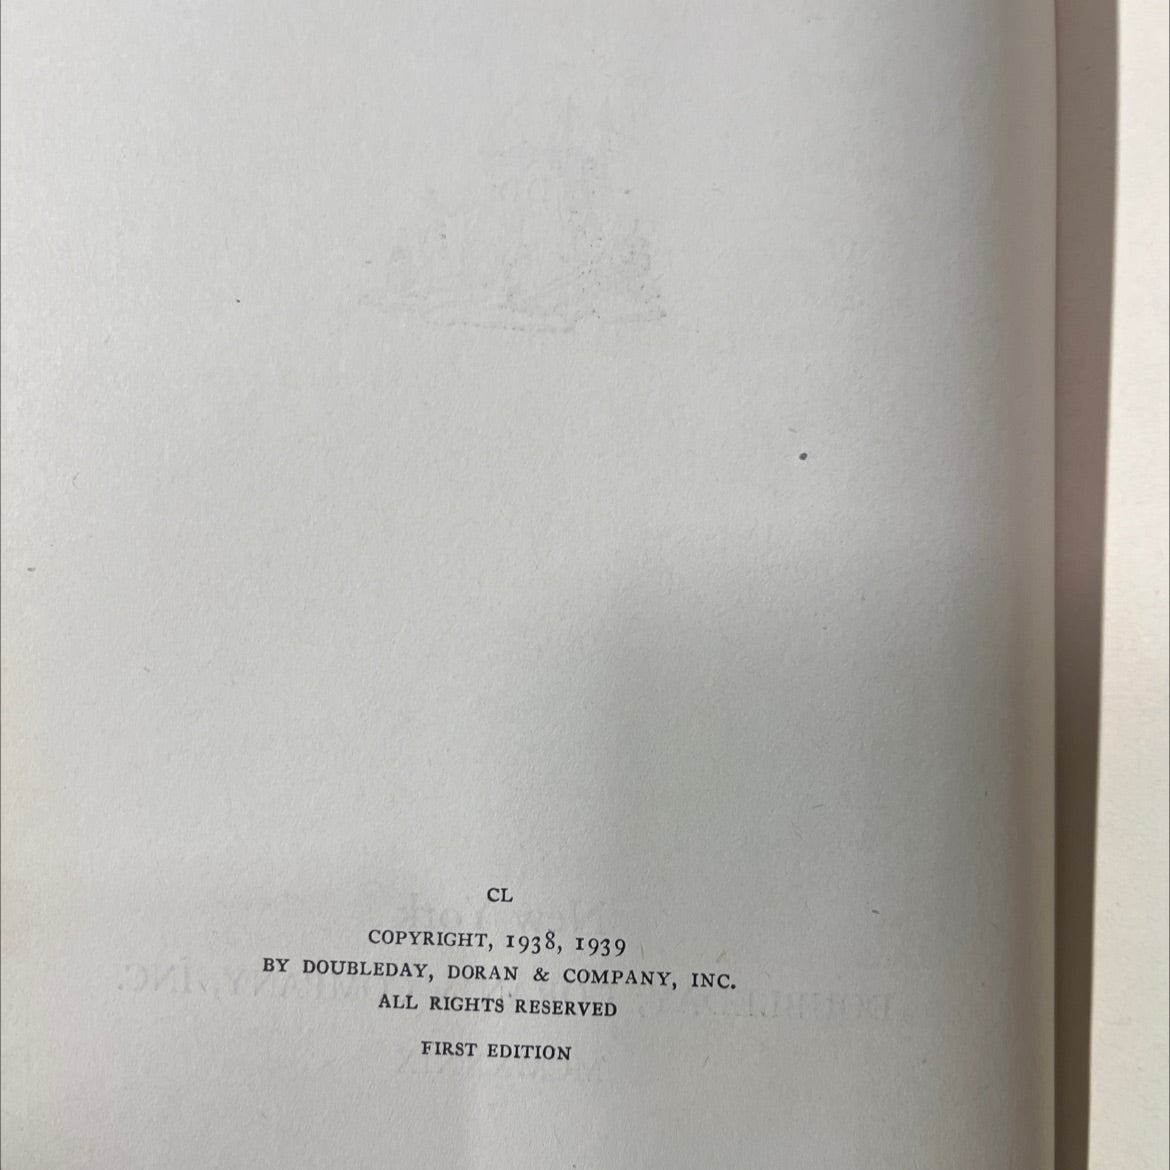 CL
COPYRIGHT, 1938, 1939
BY DOUBLEDAY, DORAN & COMPANY, INC.
ALL RIGHTS RESERVED
FIRST EDITION